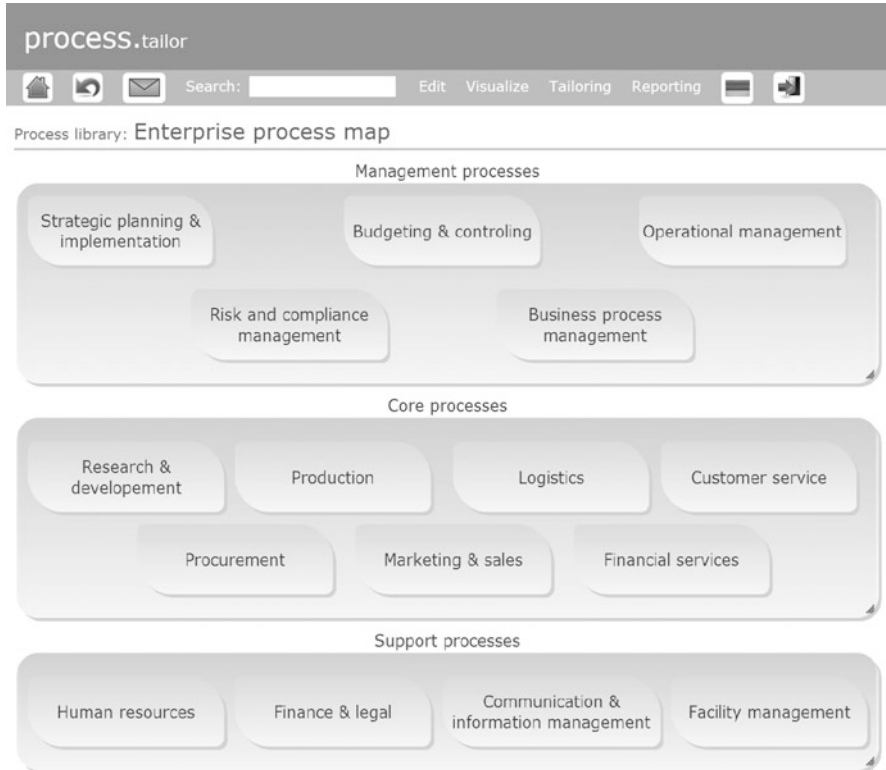 process.tailor
Search: Edit Visualize Tailoring Reporting
Process library: Enterprise process map
Management processes
Strategic planning &
implementation
Budgeting & controling
Operational management
Risk and compliance
management
Business process
management
Core processes
Research &
developement
Production
Logistics
Customer service
Procurement
Marketing & sales
Financial services
Support processes
Human resources
Finance & legal
Communication &
information management
Facility management